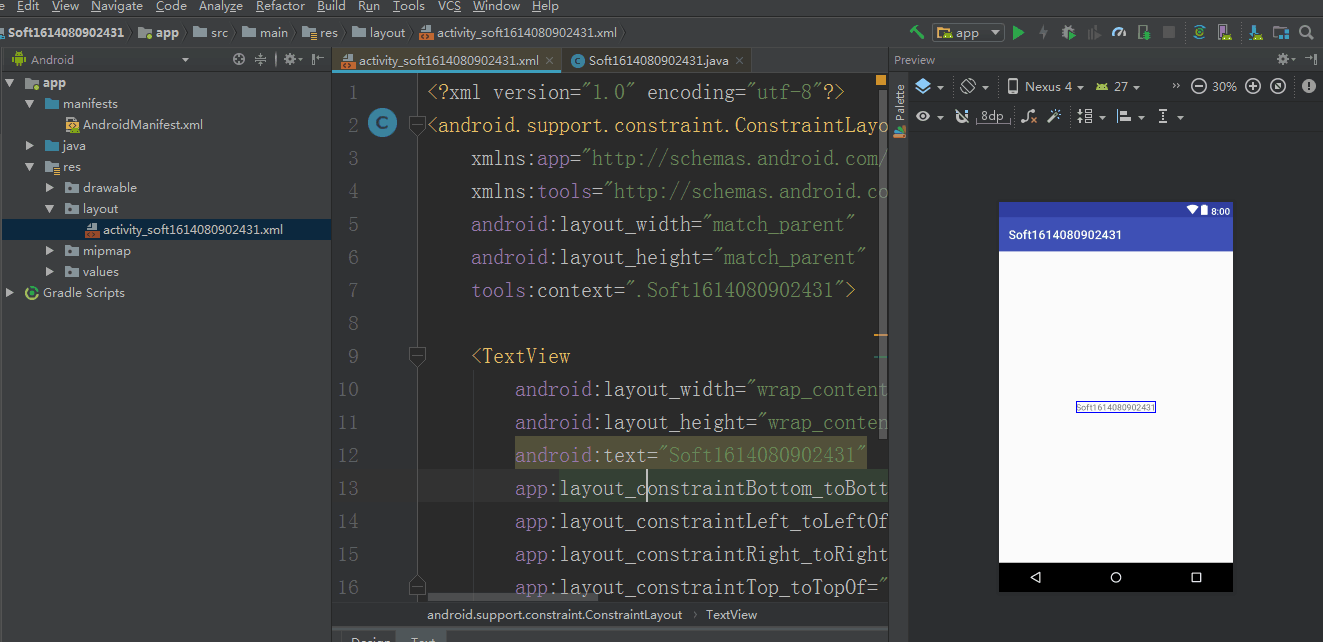 Edit View Navigate Code Analyze Refactor Build Run Tools VCS Window Help
Soft1614080902431 app src main res layout activity_soft1614080902431.xml
app
Android
activity_soft1614080902431.xml × Soft1614080902431.java ×
Preview
app
manifests
AndroidManifest.xml
java
res
drawable
layout
activity_soft1614080902431.xml
mipmap
values
Gradle Scripts
1 <?xml version="1.0" encoding="utf-8"?>
2 <android.support.constraint.ConstraintLayo
3 xmlns:app="http://schemas.android.com/
4 xmlns:tools="http://schemas.android.co
5 android:layout_width="match_parent"
6 android:layout_height="match_parent"
7 tools:context=".Soft1614080902431">
8
9 <TextView
10 android:layout_width="wrap_content
11 android:layout_height="wrap_conten
12 android:text="Soft1614080902431"
13 app:layout_constraintBottom_toBott
14 app:layout_constraintLeft_toLeftOf
15 app:layout_constraintRight_toRight
16 app:layout_constraintTop_toTopOf="
C
android.support.constraint.ConstraintLayout › TextView
Design Text
Palette
Nexus 4 27 » 30%
8dp
8:00
Soft1614080902431
Soft1614080902431